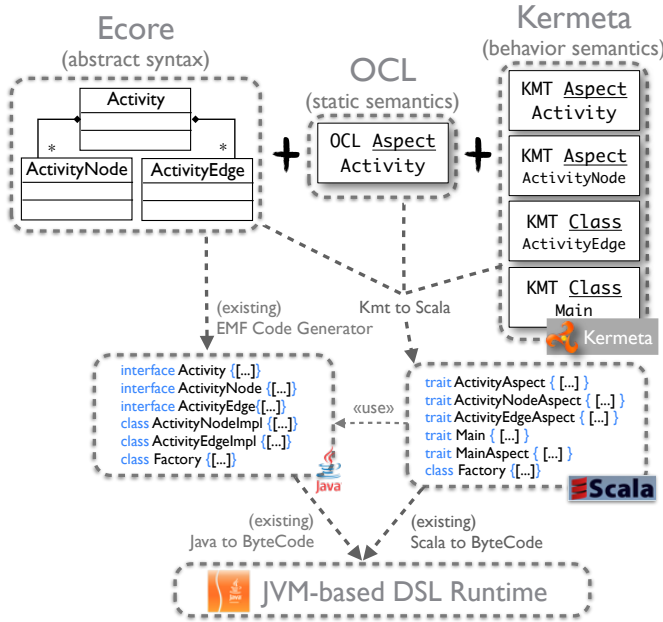 Ecore
(abstract syntax)
Activity
*
*
ActivityNode
ActivityEdge
+
OCL
(static semantics)
OCL Aspect
Activity
+
Kermeta
(behavior semantics)
KMT Aspect
Activity
KMT Aspect
ActivityNode
KMT Class
ActivityEdge
KMT Class
Main
Kermeta
(existing)
EMF Code Generator
Kmt to Scala
interface Activity {[...]}
interface ActivityNode {[...]}
interface ActivityEdge{[...]}
class ActivityNodeImpl {[...]}
class ActivityEdgeImpl {[...]}
class Factory {[...]}
Java
«use»
trait ActivityAspect { [...] }
trait ActivityNodeAspect { [...] }
trait ActivityEdgeAspect { [...] }
trait Main { [...] }
trait MainAspect { [...] }
class Factory {[...]}
Scala
(existing)
Java to ByteCode
(existing)
Scala to ByteCode
JVM-based DSL Runtime